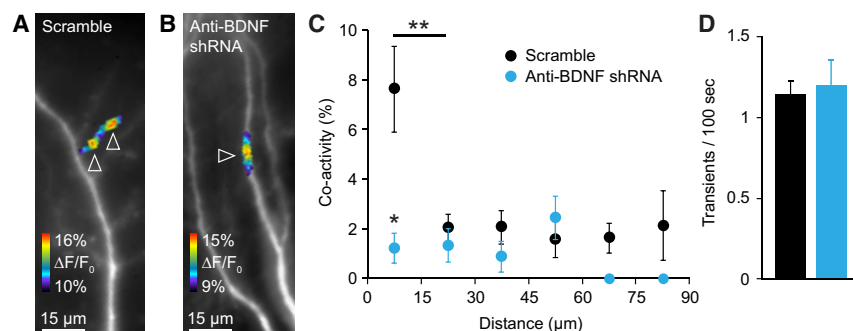 A
Scramble
16%
ΔF/F0
10%
15 µm
B
Anti-BDNF
shRNA
15%
ΔF/F0
9%
15 µm
C
**
Scramble
Anti-BDNF shRNA
*
Co-activity (%)
10
8
6
4
2
0
0 15 30 45 60 75 90
Distance (µm)
D
Transients / 100 sec
1.5
1
0.5
0